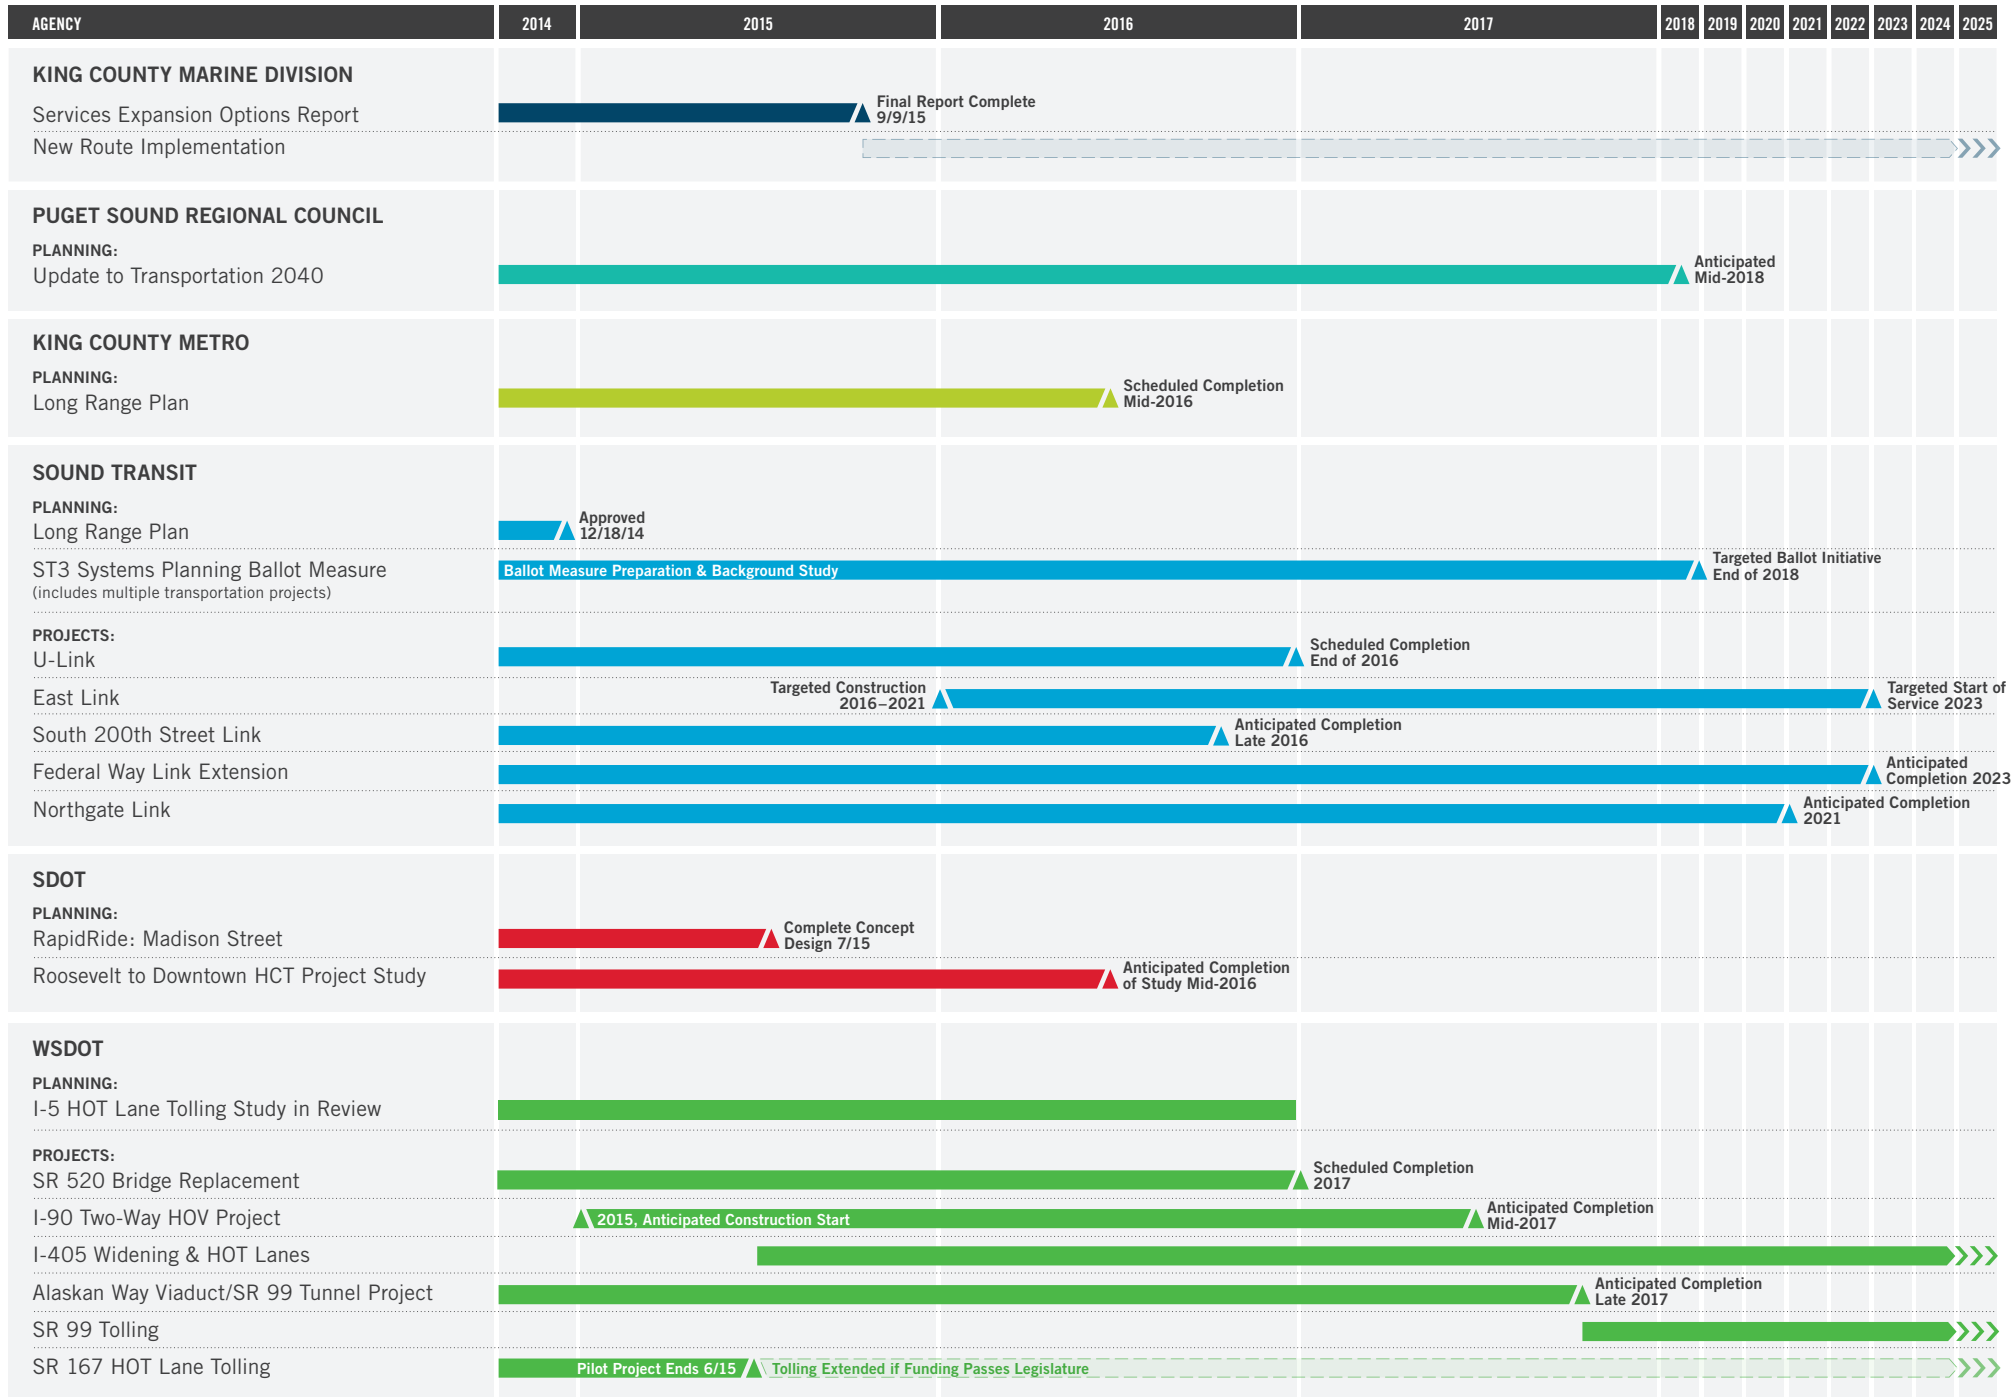 AGENCY 2014 2015 2016 2017 2018 2019 2020 2021 2022 2023 2024 2025
KING COUNTY MARINE DIVISION
Services Expansion Options Report
Final Report Complete
9/9/15
New Route Implementation
PUGET SOUND REGIONAL COUNCIL
PLANNING:
Update to Transportation 2040
Anticipated
Mid-2018
KING COUNTY METRO
PLANNING:
Long Range Plan
Scheduled Completion
Mid-2016
SOUND TRANSIT
PLANNING:
Long Range Plan
Approved
12/18/14
ST3 Systems Planning Ballot Measure
(includes multiple transportation projects)
Ballot Measure Preparation & Background Study
Targeted Ballot Initiative
End of 2018
PROJECTS:
U-Link
Scheduled Completion
End of 2016
East Link
Targeted Construction
2016–2021
Targeted Start of
Service 2023
South 200th Street Link
Anticipated Completion
Late 2016
Federal Way Link Extension
Anticipated
Completion 2023
Northgate Link
Anticipated Completion
2021
SDOT
PLANNING:
RapidRide: Madison Street
Complete Concept
Design 7/15
Roosevelt to Downtown HCT Project Study
Anticipated Completion
of Study Mid-2016
WSDOT
PLANNING:
I-5 HOT Lane Tolling Study in Review
PROJECTS:
SR 520 Bridge Replacement
Scheduled Completion
2017
I-90 Two-Way HOV Project
2015, Anticipated Construction Start
Anticipated Completion
Mid-2017
I-405 Widening & HOT Lanes
Alaskan Way Viaduct/SR 99 Tunnel Project
Anticipated Completion
Late 2017
SR 99 Tolling
SR 167 HOT Lane Tolling
Pilot Project Ends 6/15
Tolling Extended if Funding Passes Legislature